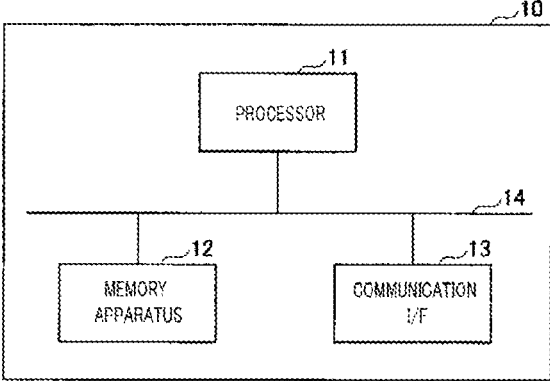 10
11
PROCESSOR
14
12
MEMORY
APPARATUS
13
COMMUNICATION
I/F